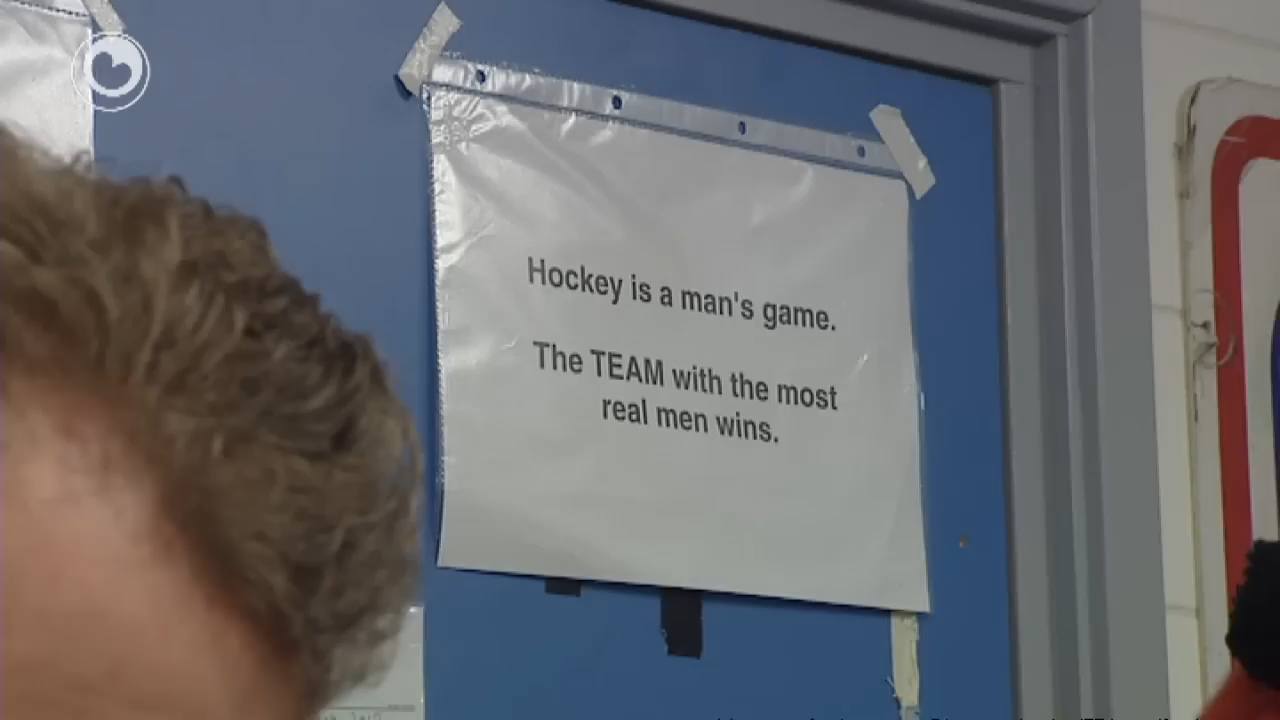 Hockey is a man's game.
The TEAM with the most
real men wins.